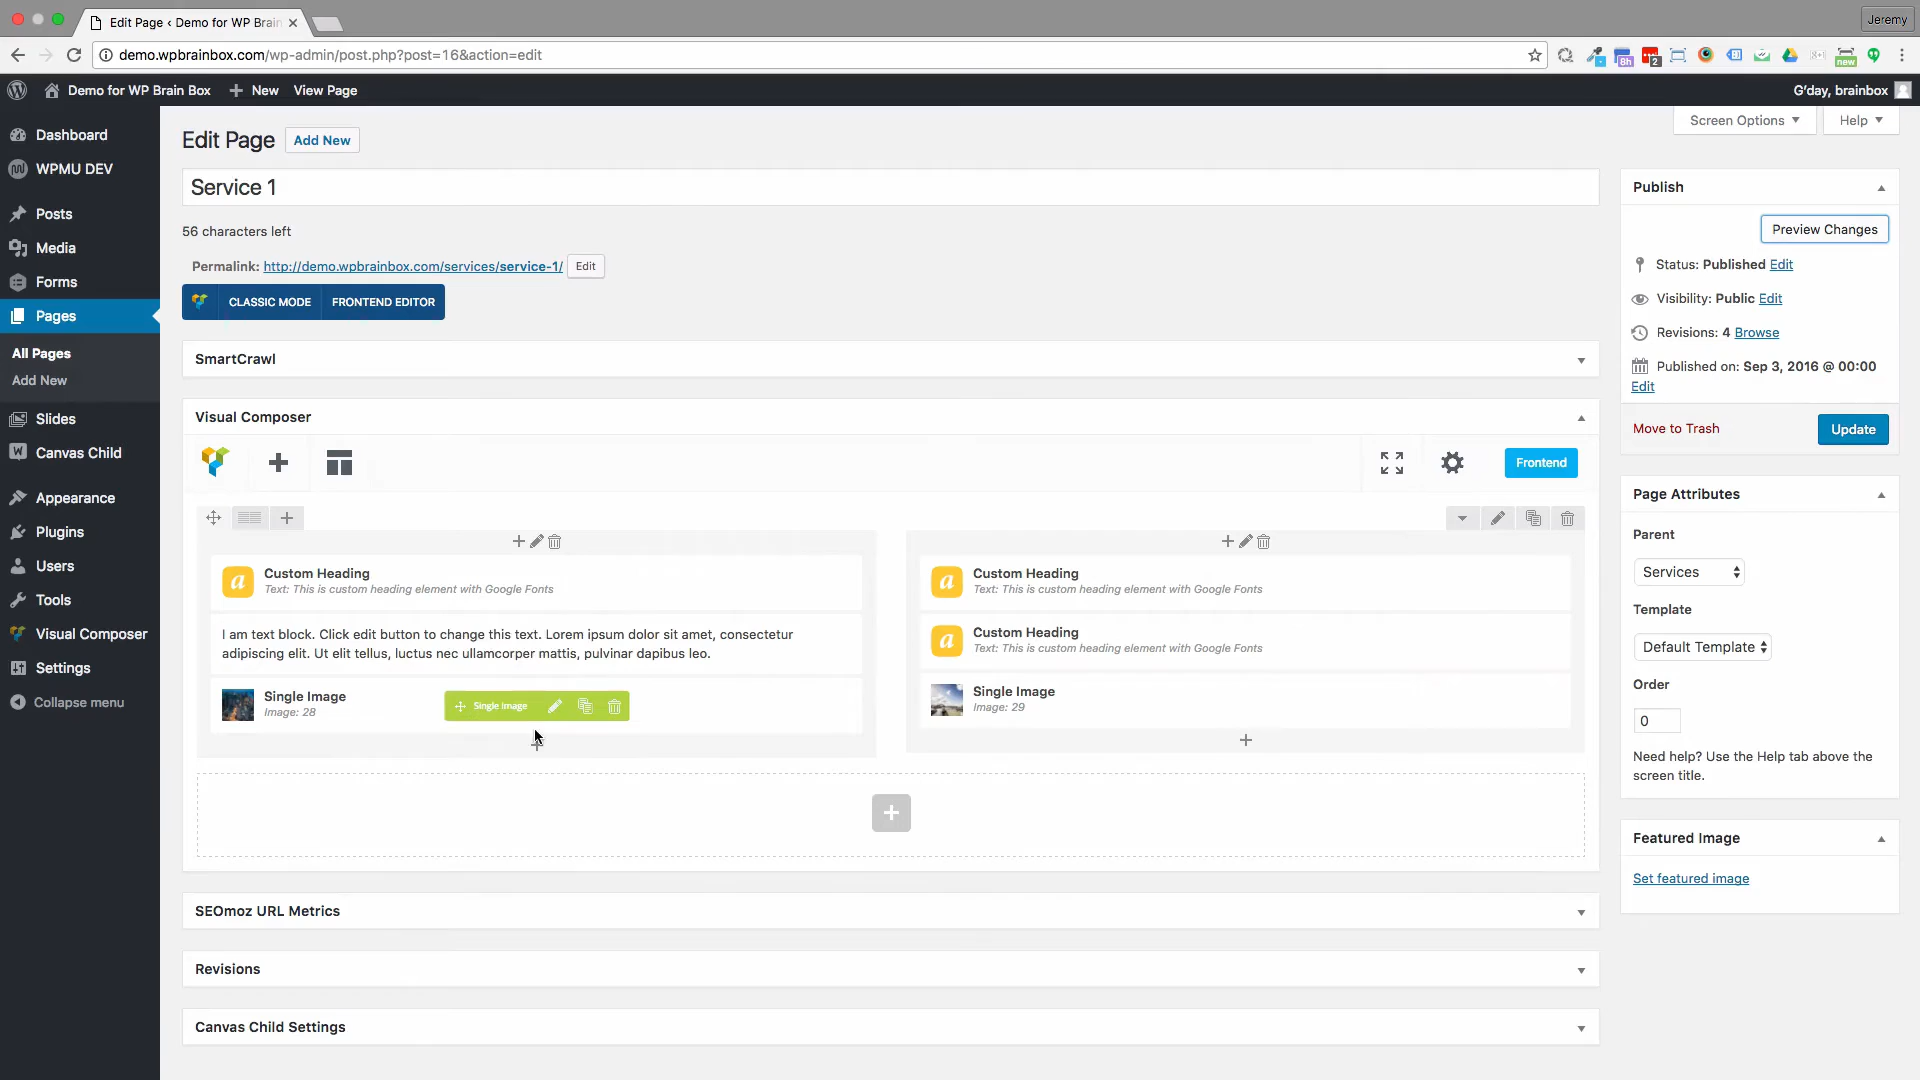 Edit Page ‹ Demo for WP Brain
Jeremy
demo.wpbrainbox.com/wp-admin/post.php?post=16&action=edit
8h
2
new
Demo for WP Brain Box
New
View Page
G'day, brainbox
Dashboard
WPMU DEV
Posts
Media
Forms
Pages
All Pages
Add New
Slides
Canvas Child
Appearance
Plugins
Users
Tools
Visual Composer
Settings
Collapse menu
Screen Options
Help
Edit Page
Add New
Service 1
56 characters left
Permalink: http://demo.wpbrainbox.com/services/service-1/ Edit
CLASSIC MODE
FRONTEND EDITOR
SmartCrawl
Visual Composer
Frontend
Custom Heading
Text: This is custom heading element with Google Fonts
I am text block. Click edit button to change this text. Lorem ipsum dolor sit amet, consectetur
adipiscing elit. Ut elit tellus, luctus nec ullamcorper mattis, pulvinar dapibus leo.
Single Image
Image: 28
Single Image
Custom Heading
Text: This is custom heading element with Google Fonts
Custom Heading
Text: This is custom heading element with Google Fonts
Single Image
Image: 29
SEOmoz URL Metrics
Revisions
Canvas Child Settings
Publish
Preview Changes
Status: Published Edit
Visibility: Public Edit
Revisions: 4 Browse
Published on: Sep 3, 2016 @ 00:00
Edit
Move to Trash
Update
Page Attributes
Parent
Services
Template
Default Template
Order
0
Need help? Use the Help tab above the
screen title.
Featured Image
Set featured image